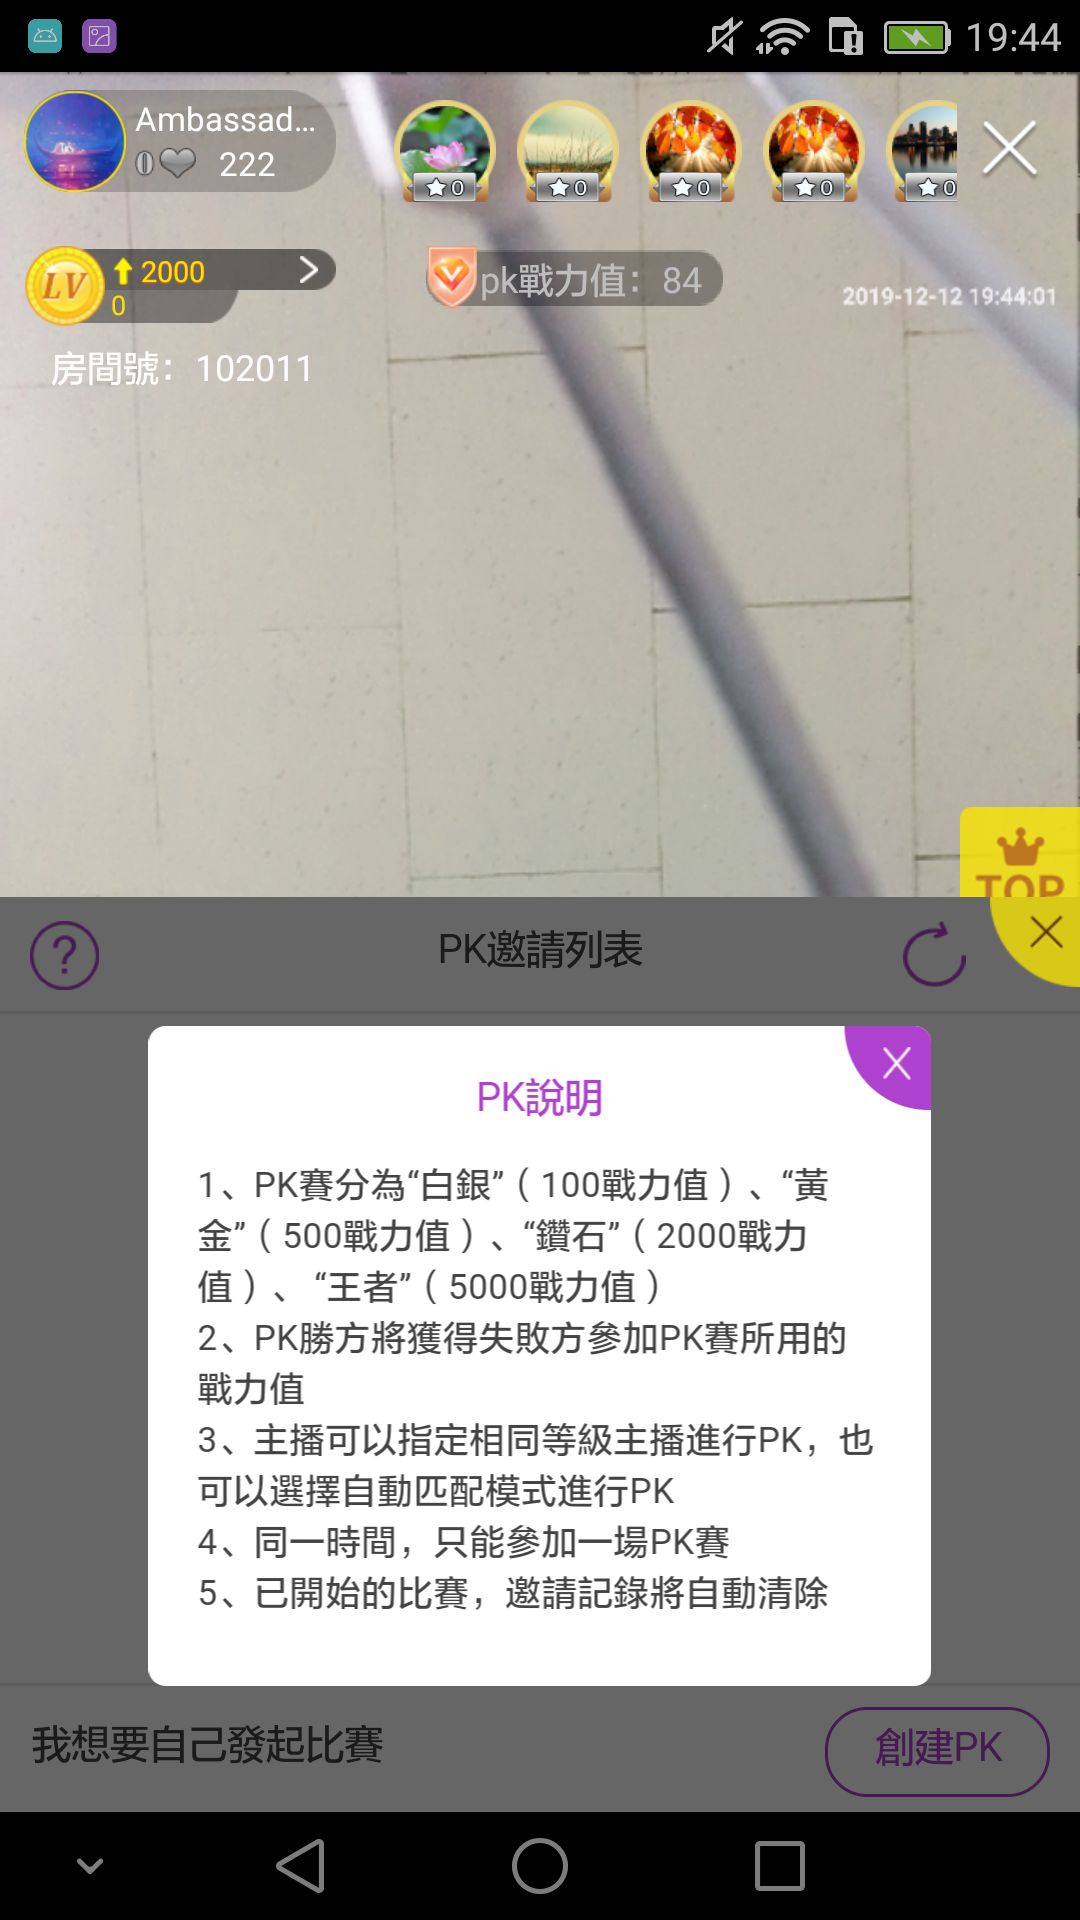 19:44
Ambassad...
0 222
0
0
0
0
0
LV 2000
0
pk戰力值：84
2019-12-12 19:44:01
房間號：102011
TOP
PK邀請列表
PK說明
1、PK賽分為“白銀”（100戰力值）、“黃
金”（500戰力值）、“鑽石”（2000戰力
值）、 “王者”（5000戰力值）
2、PK勝方將獲得失敗方參加PK賽所用的
戰力值
3、主播可以指定相同等級主播進行PK，也
可以選擇自動匹配模式進行PK
4、同一時間，只能參加一場PK賽
5、已開始的比賽，邀請記錄將自動清除
我想要自己發起比賽
創建PK